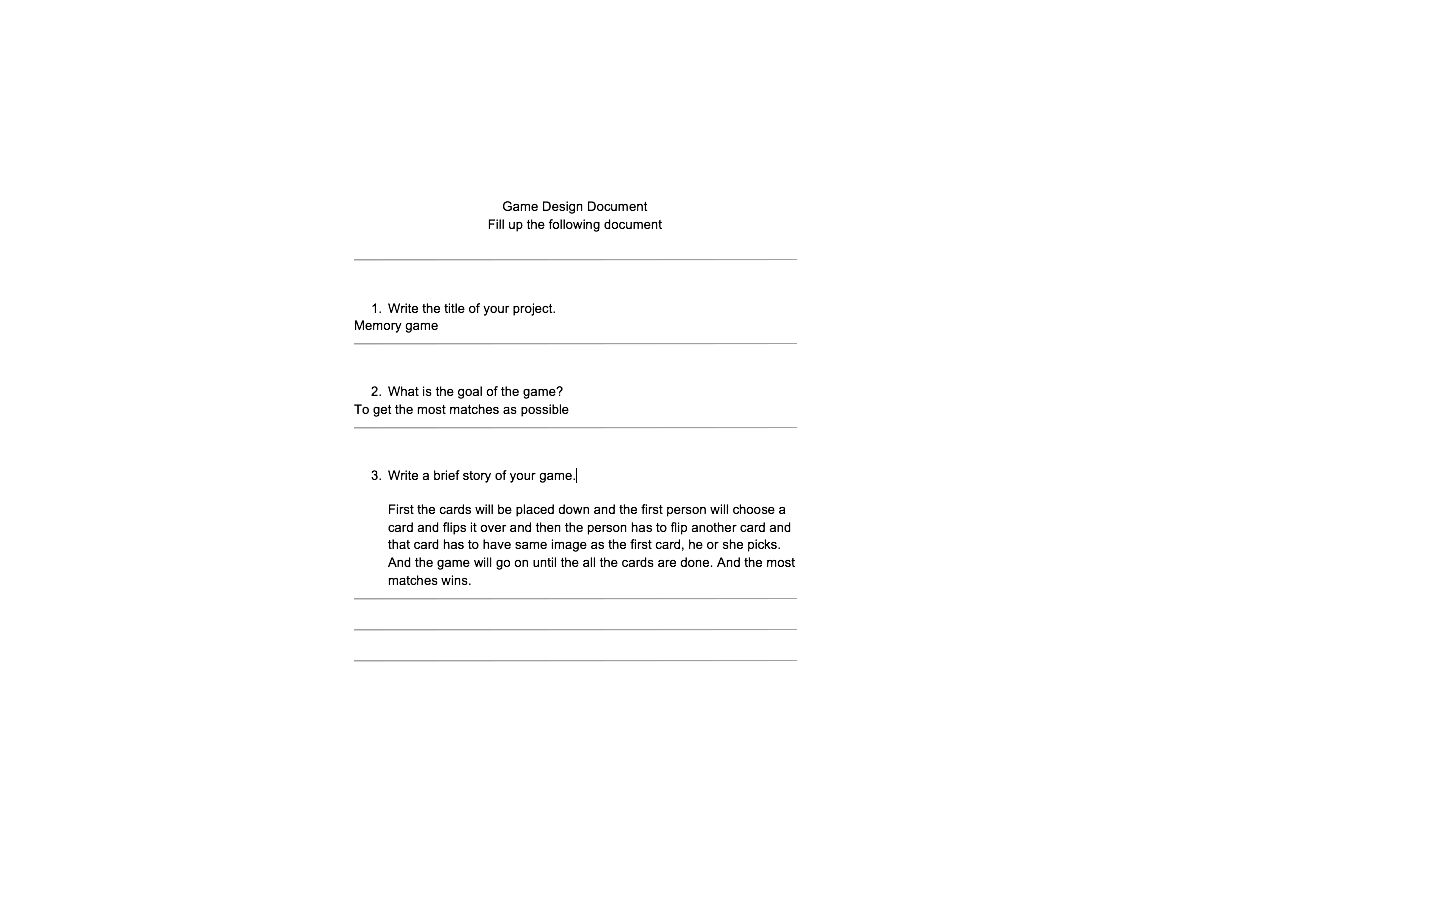 Game Design Document
Fill up the following document
1. Write the title of your project.
Memory game
2. What is the goal of the game?
To get the most matches as possible
3. Write a brief story of your game.
First the cards will be placed down and the first person will choose a
card and flips it over and then the person has to flip another card and
that card has to have same image as the first card, he or she picks.
And the game will go on until the all the cards are done. And the most
matches wins.